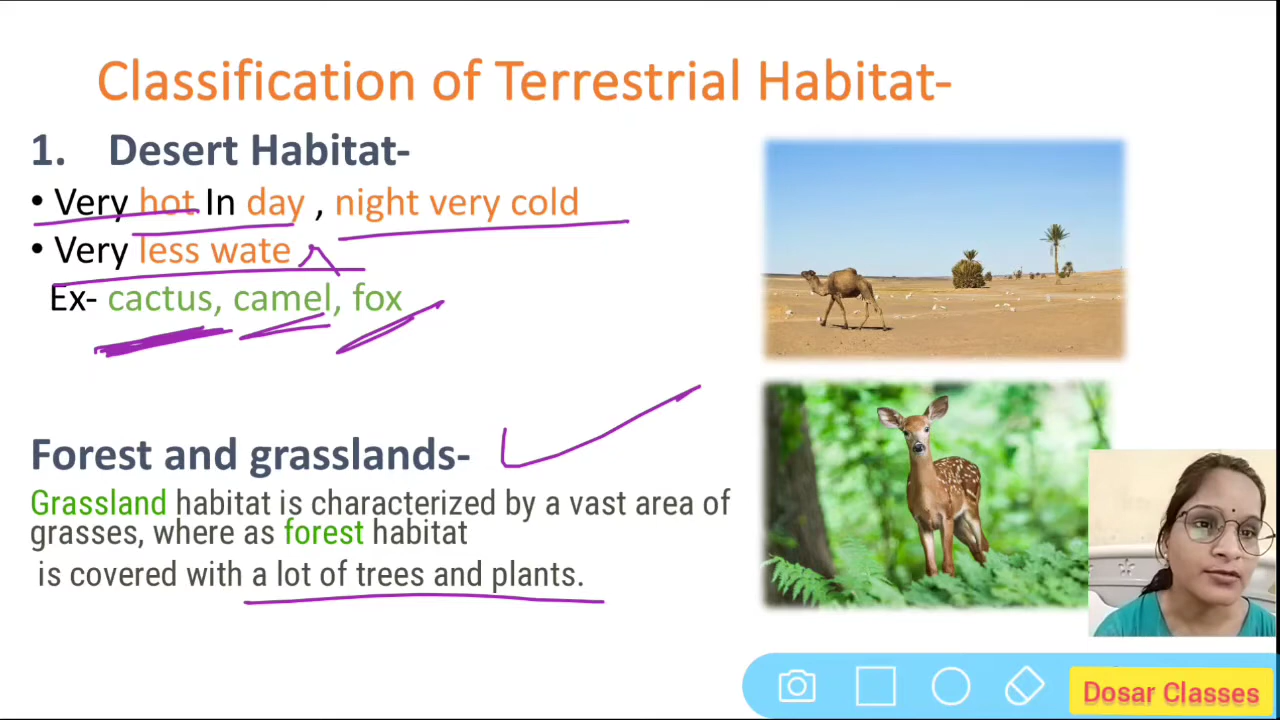 Classification of Terrestrial Habitat-
1. Desert Habitat-
• Very hot In day , night very cold
• Very less wate
Ex- cactus, camel, fox
Forest and grasslands-
Grassland habitat is characterized by a vast area of
grasses, where as forest habitat
is covered with a lot of trees and plants.
Dosar Classes